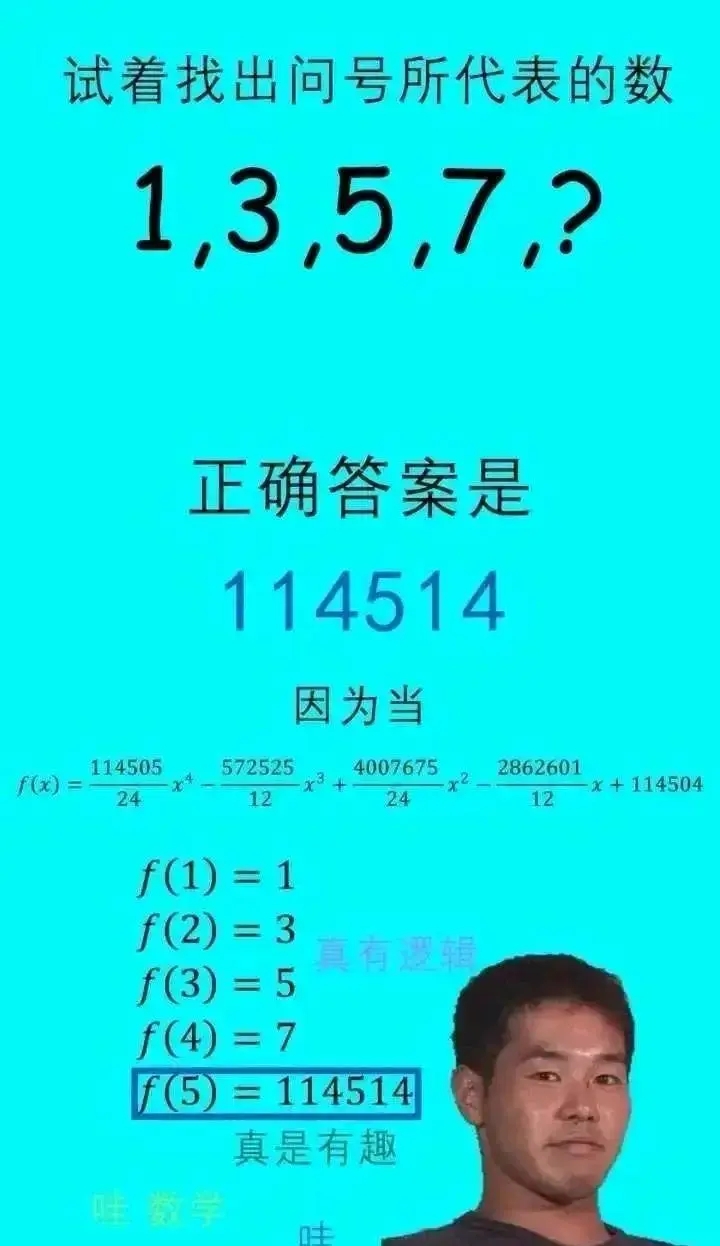 试着找出问号所代表的数
1,3,5,7,?
正确答案是
114514
因为当
f(x) = 114505/24 x⁴ − 572525/12 x³ + 4007675/24 x² − 2862601/12 x + 114504
f(1) = 1
f(2) = 3
真有逻辑
f(3) = 5
f(4) = 7
f(5) = 114514
真是有趣
哇 数学
哇